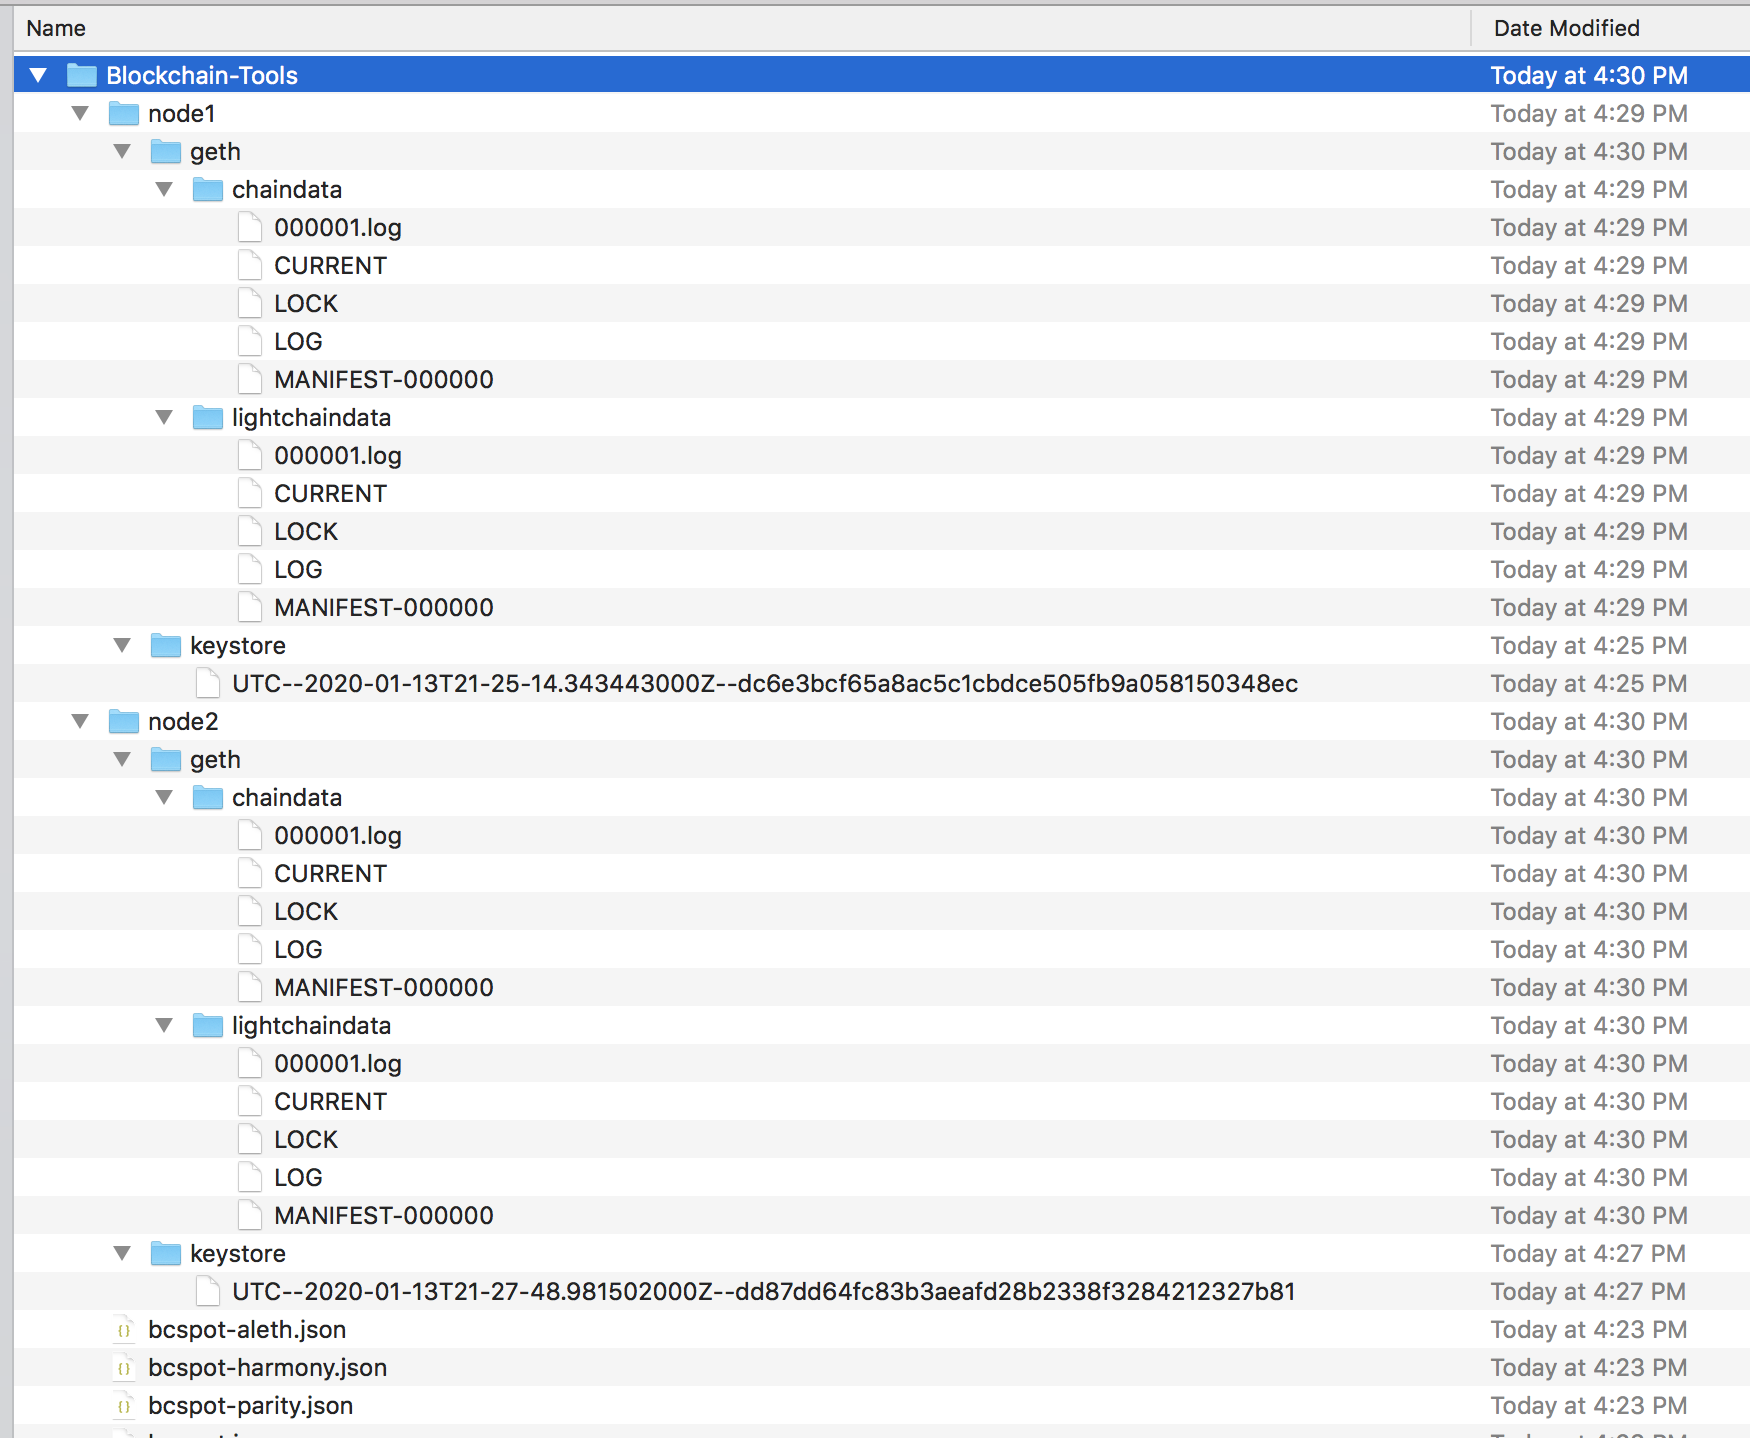 Name Date Modified
Blockchain-Tools Today at 4:30 PM
node1 Today at 4:29 PM
geth Today at 4:30 PM
chaindata Today at 4:29 PM
000001.log Today at 4:29 PM
CURRENT Today at 4:29 PM
LOCK Today at 4:29 PM
LOG Today at 4:29 PM
MANIFEST-000000 Today at 4:29 PM
lightchaindata Today at 4:29 PM
000001.log Today at 4:29 PM
CURRENT Today at 4:29 PM
LOCK Today at 4:29 PM
LOG Today at 4:29 PM
MANIFEST-000000 Today at 4:29 PM
keystore Today at 4:25 PM
UTC--2020-01-13T21-25-14.343443000Z--dc6e3bcf65a8ac5c1cbdce505fb9a058150348ec Today at 4:25 PM
node2 Today at 4:30 PM
geth Today at 4:30 PM
chaindata Today at 4:30 PM
000001.log Today at 4:30 PM
CURRENT Today at 4:30 PM
LOCK Today at 4:30 PM
LOG Today at 4:30 PM
MANIFEST-000000 Today at 4:30 PM
lightchaindata Today at 4:30 PM
000001.log Today at 4:30 PM
CURRENT Today at 4:30 PM
LOCK Today at 4:30 PM
LOG Today at 4:30 PM
MANIFEST-000000 Today at 4:30 PM
keystore Today at 4:27 PM
UTC--2020-01-13T21-27-48.981502000Z--dd87dd64fc83b3aeafd28b2338f3284212327b81 Today at 4:27 PM
bcspot-aleth.json Today at 4:23 PM
bcspot-harmony.json Today at 4:23 PM
bcspot-parity.json Today at 4:23 PM